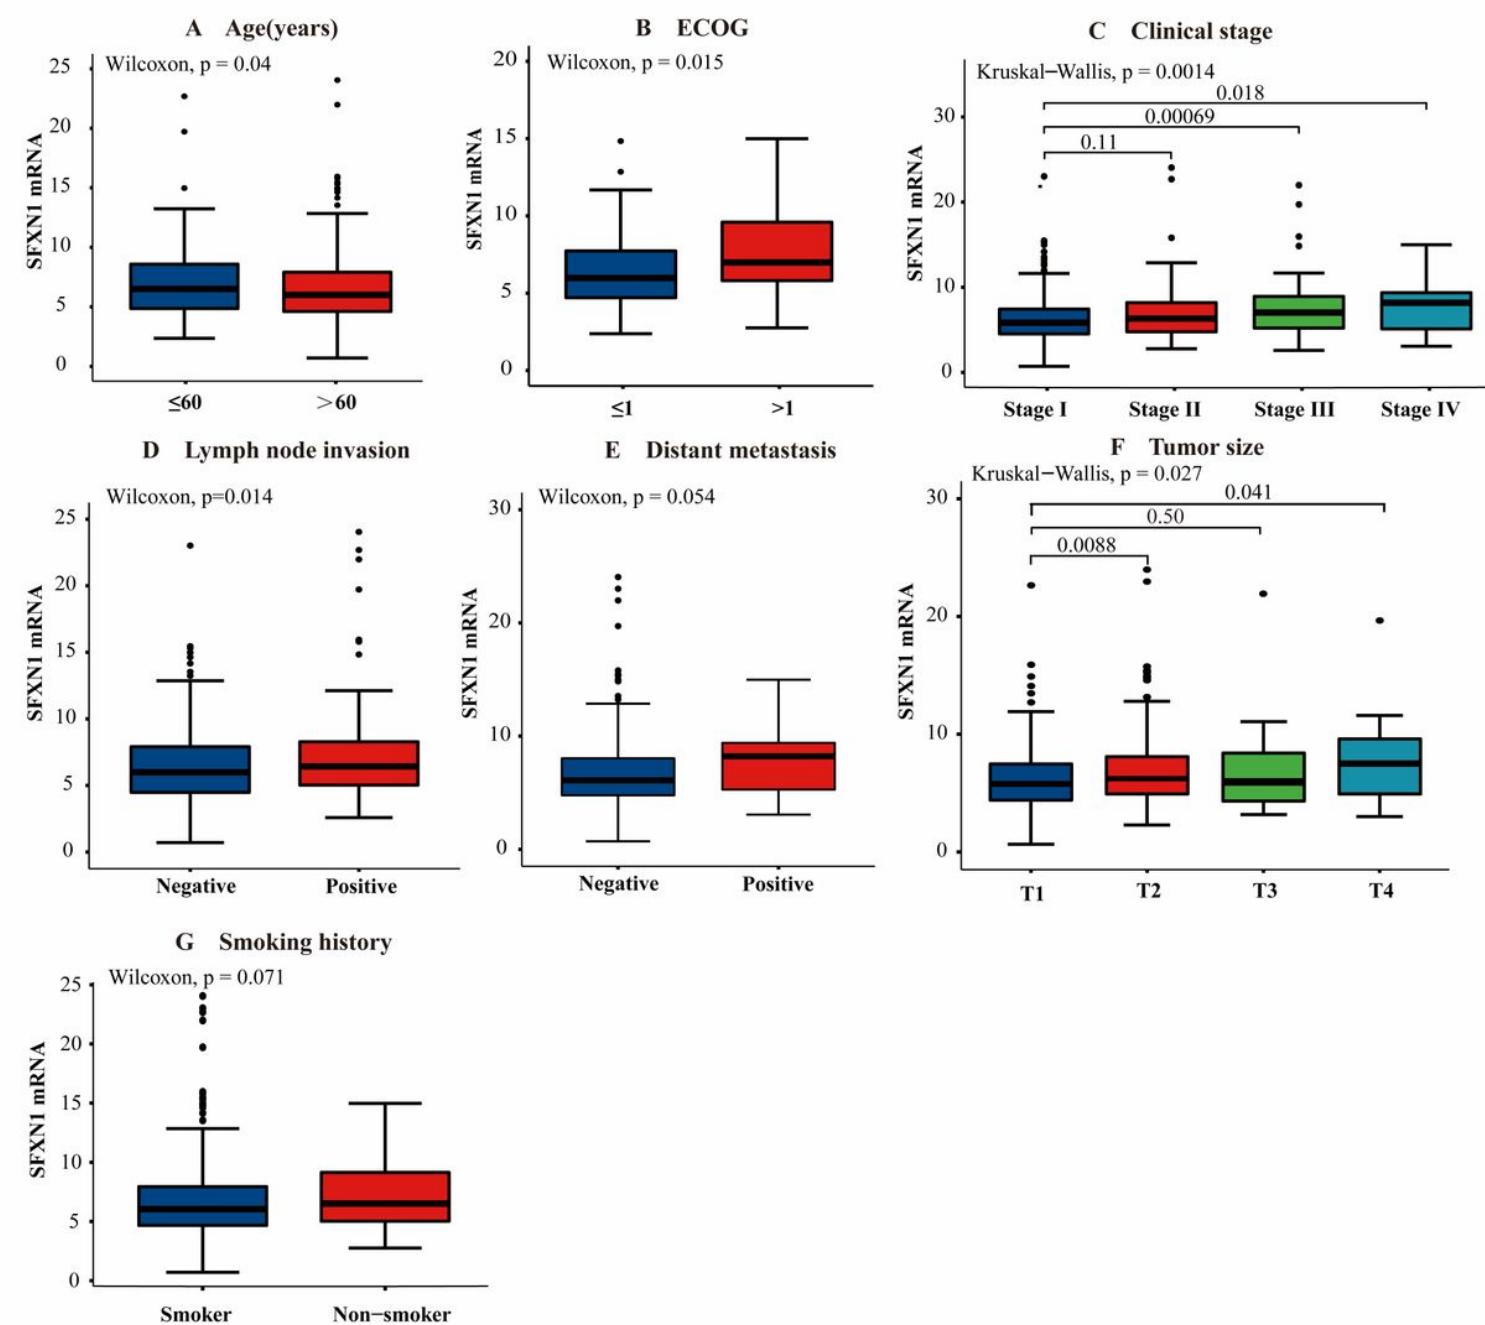 A Age(years)
Wilcoxon, p = 0.04
SFXN1 mRNA
25
20
15
10
5
0
≤60
>60
B ECOG
Wilcoxon, p = 0.015
SFXN1 mRNA
20
15
10
5
0
≤1
>1
C Clinical stage
Kruskal−Wallis, p = 0.0014
0.018
0.00069
0.11
SFXN1 mRNA
30
20
10
0
Stage I
Stage II
Stage III
Stage IV
D Lymph node invasion
Wilcoxon, p=0.014
SFXN1 mRNA
25
20
15
10
5
0
Negative
Positive
E Distant metastasis
Wilcoxon, p = 0.054
SFXN1 mRNA
30
20
10
0
Negative
Positive
F Tumor size
Kruskal−Wallis, p = 0.027
0.041
0.50
0.0088
SFXN1 mRNA
30
20
10
0
T1
T2
T3
T4
G Smoking history
Wilcoxon, p = 0.071
SFXN1 mRNA
25
20
15
10
5
0
Smoker
Non−smoker